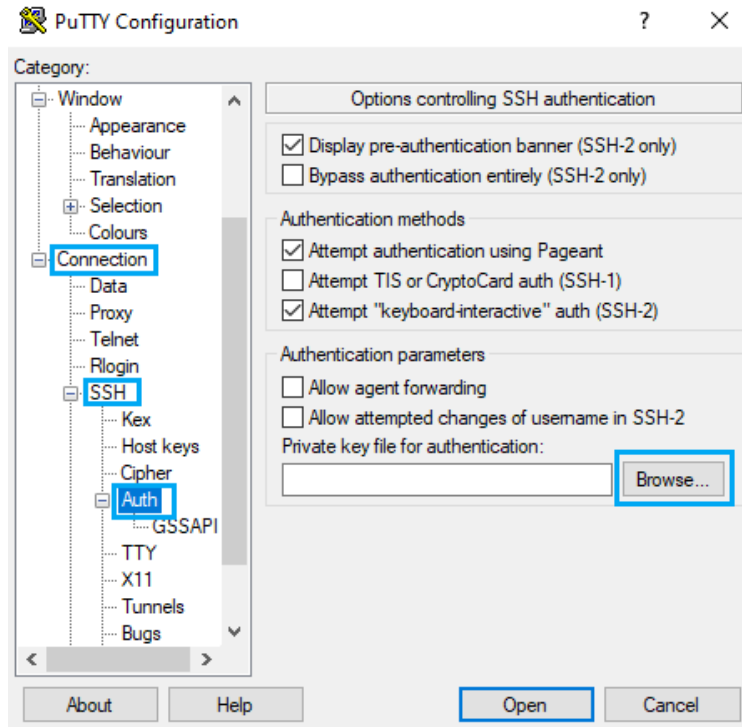 PuTTY Configuration
?
Category:
Window
Appearance
Behaviour
Translation
Selection
Colours
Connection
Data
Proxy
Telnet
Rlogin
SSH
Kex
Host keys
Cipher
Auth
GSSAPI
TTY
X11
Tunnels
Bugs
Options controlling SSH authentication
Display pre-authentication banner (SSH-2 only)
Bypass authentication entirely (SSH-2 only)
Authentication methods
Attempt authentication using Pageant
Attempt TIS or CryptoCard auth (SSH-1)
Attempt "keyboard-interactive" auth (SSH-2)
Authentication parameters
Allow agent forwarding
Allow attempted changes of username in SSH-2
Private key file for authentication:
Browse...
About
Help
Open
Cancel